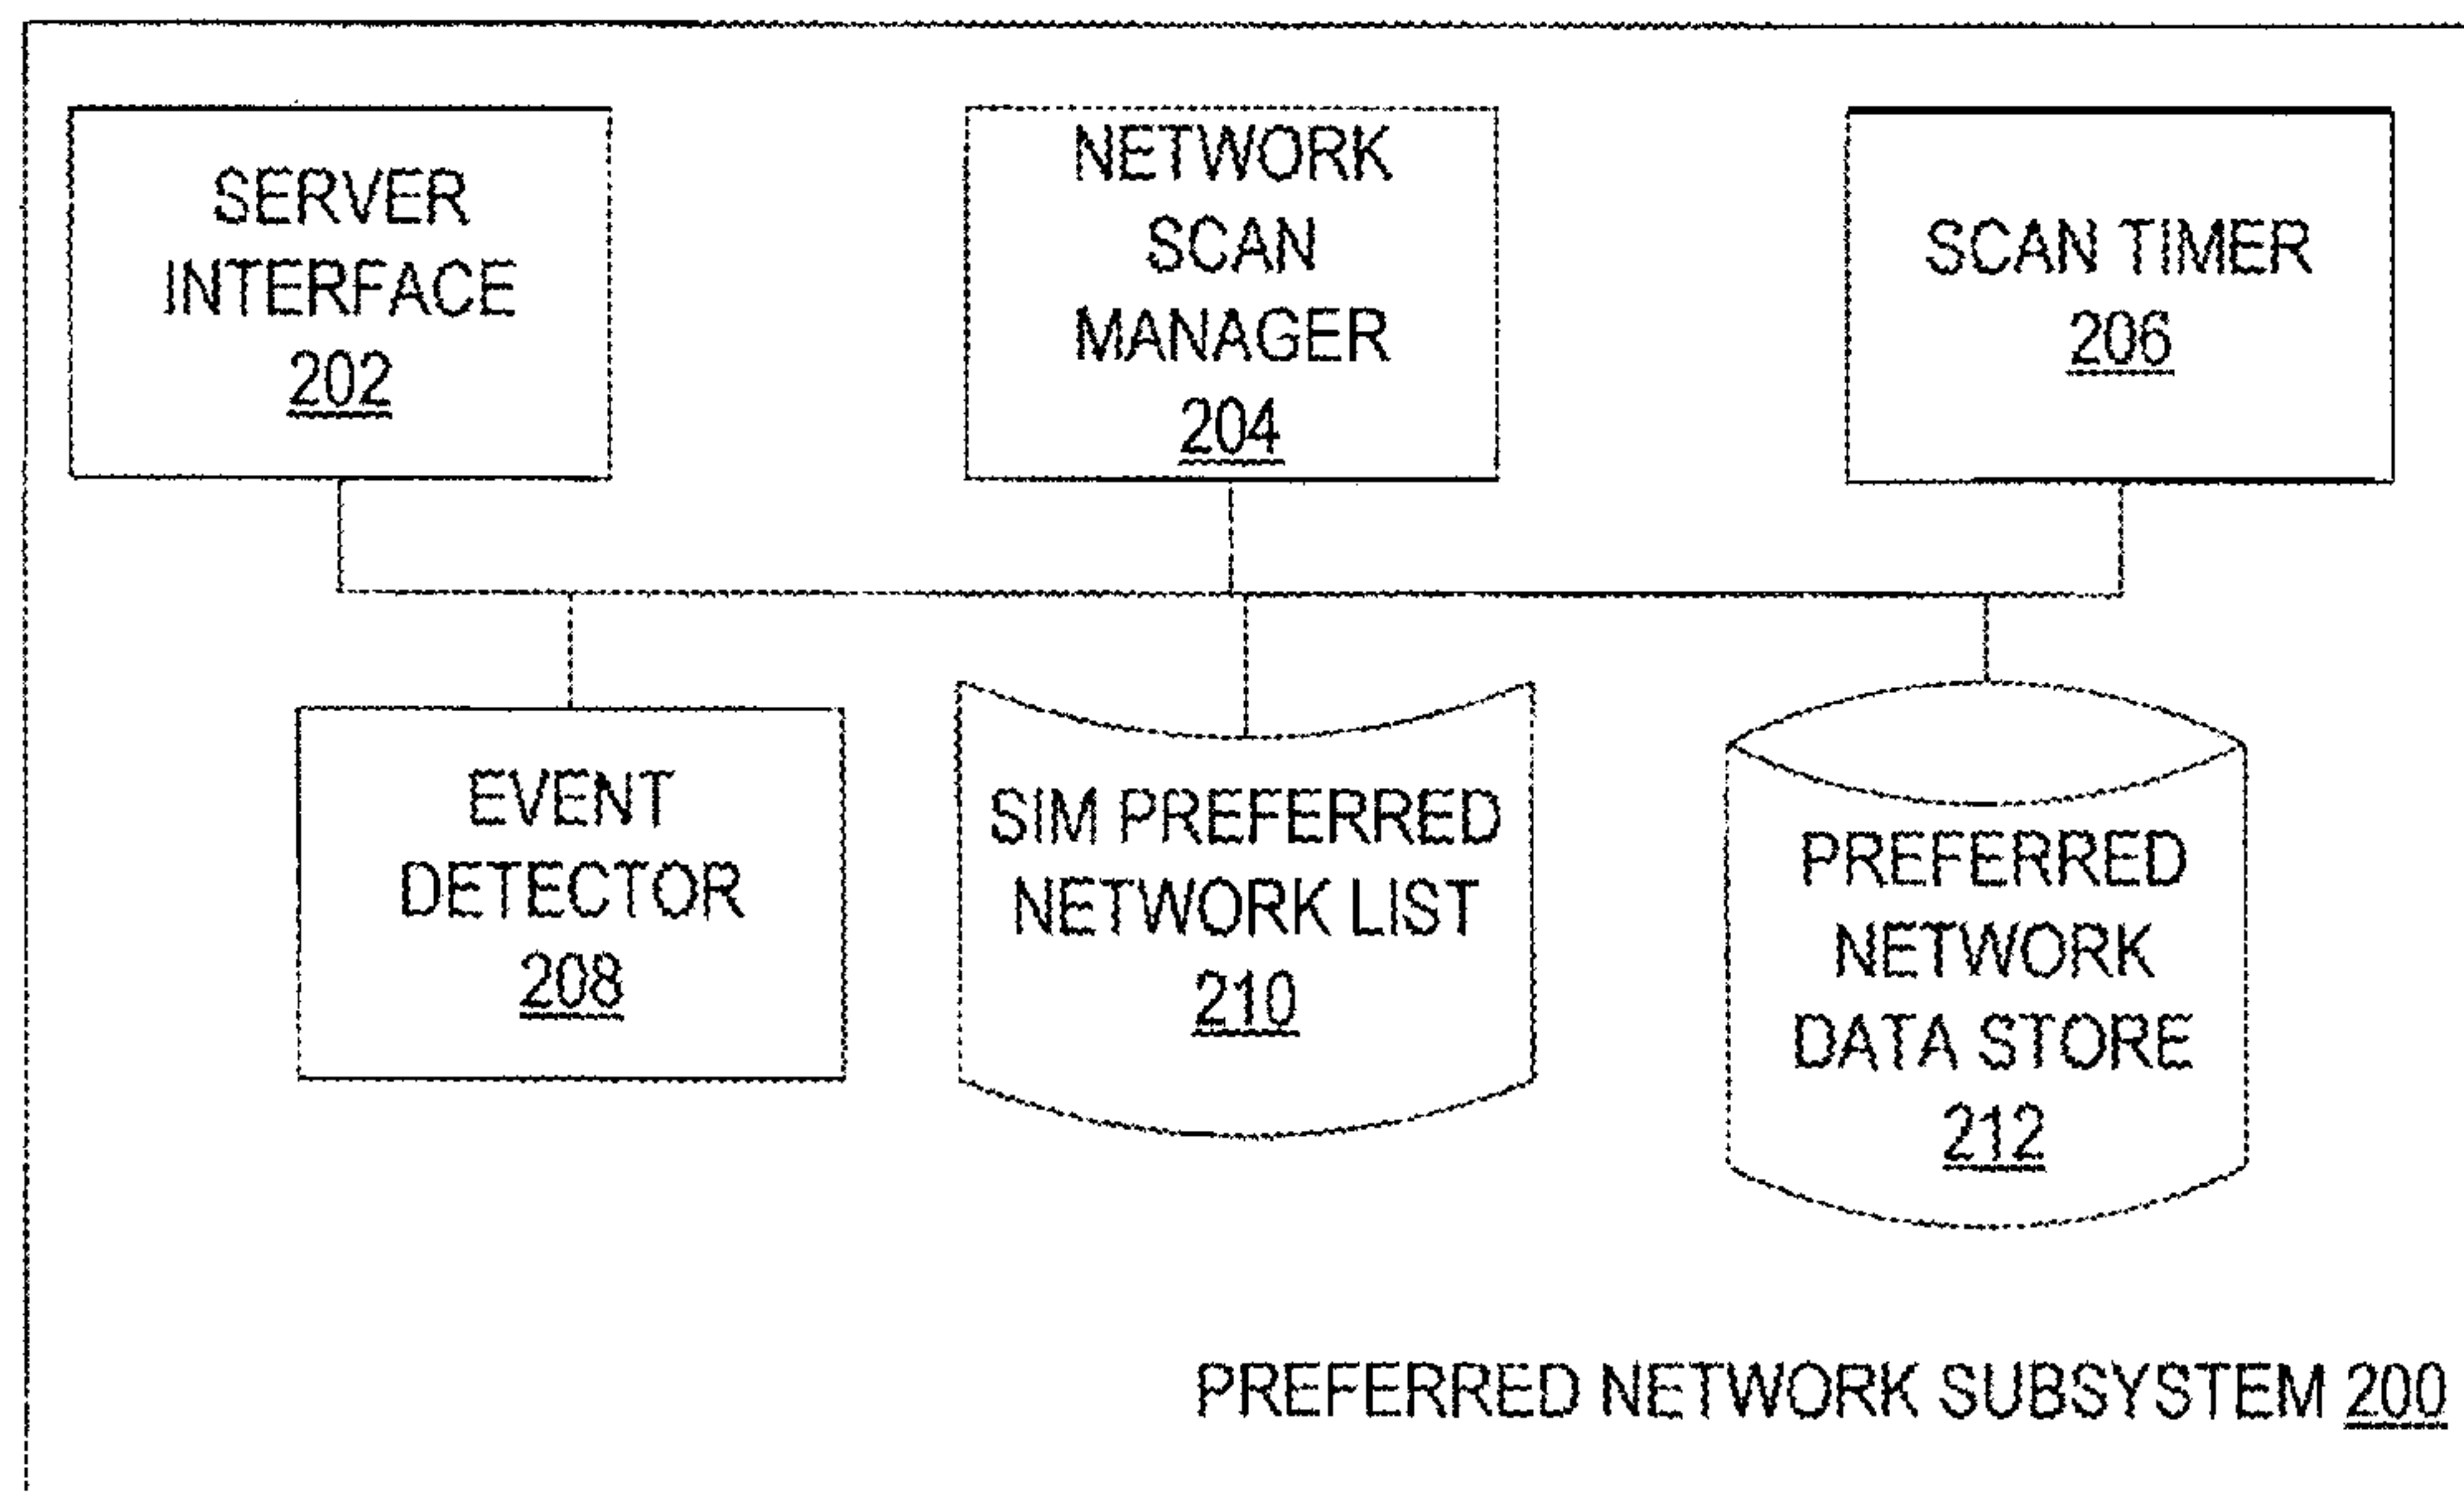 SERVER
INTERFACE
202
NETWORK
SCAN
MANAGER
204
SCAN TIMER
206
EVENT
DETECTOR
208
SIM PREFERRED
NETWORK LIST
210
PREFERRED
NETWORK
DATA STORE
212
PREFERRED NETWORK SUBSYSTEM 200